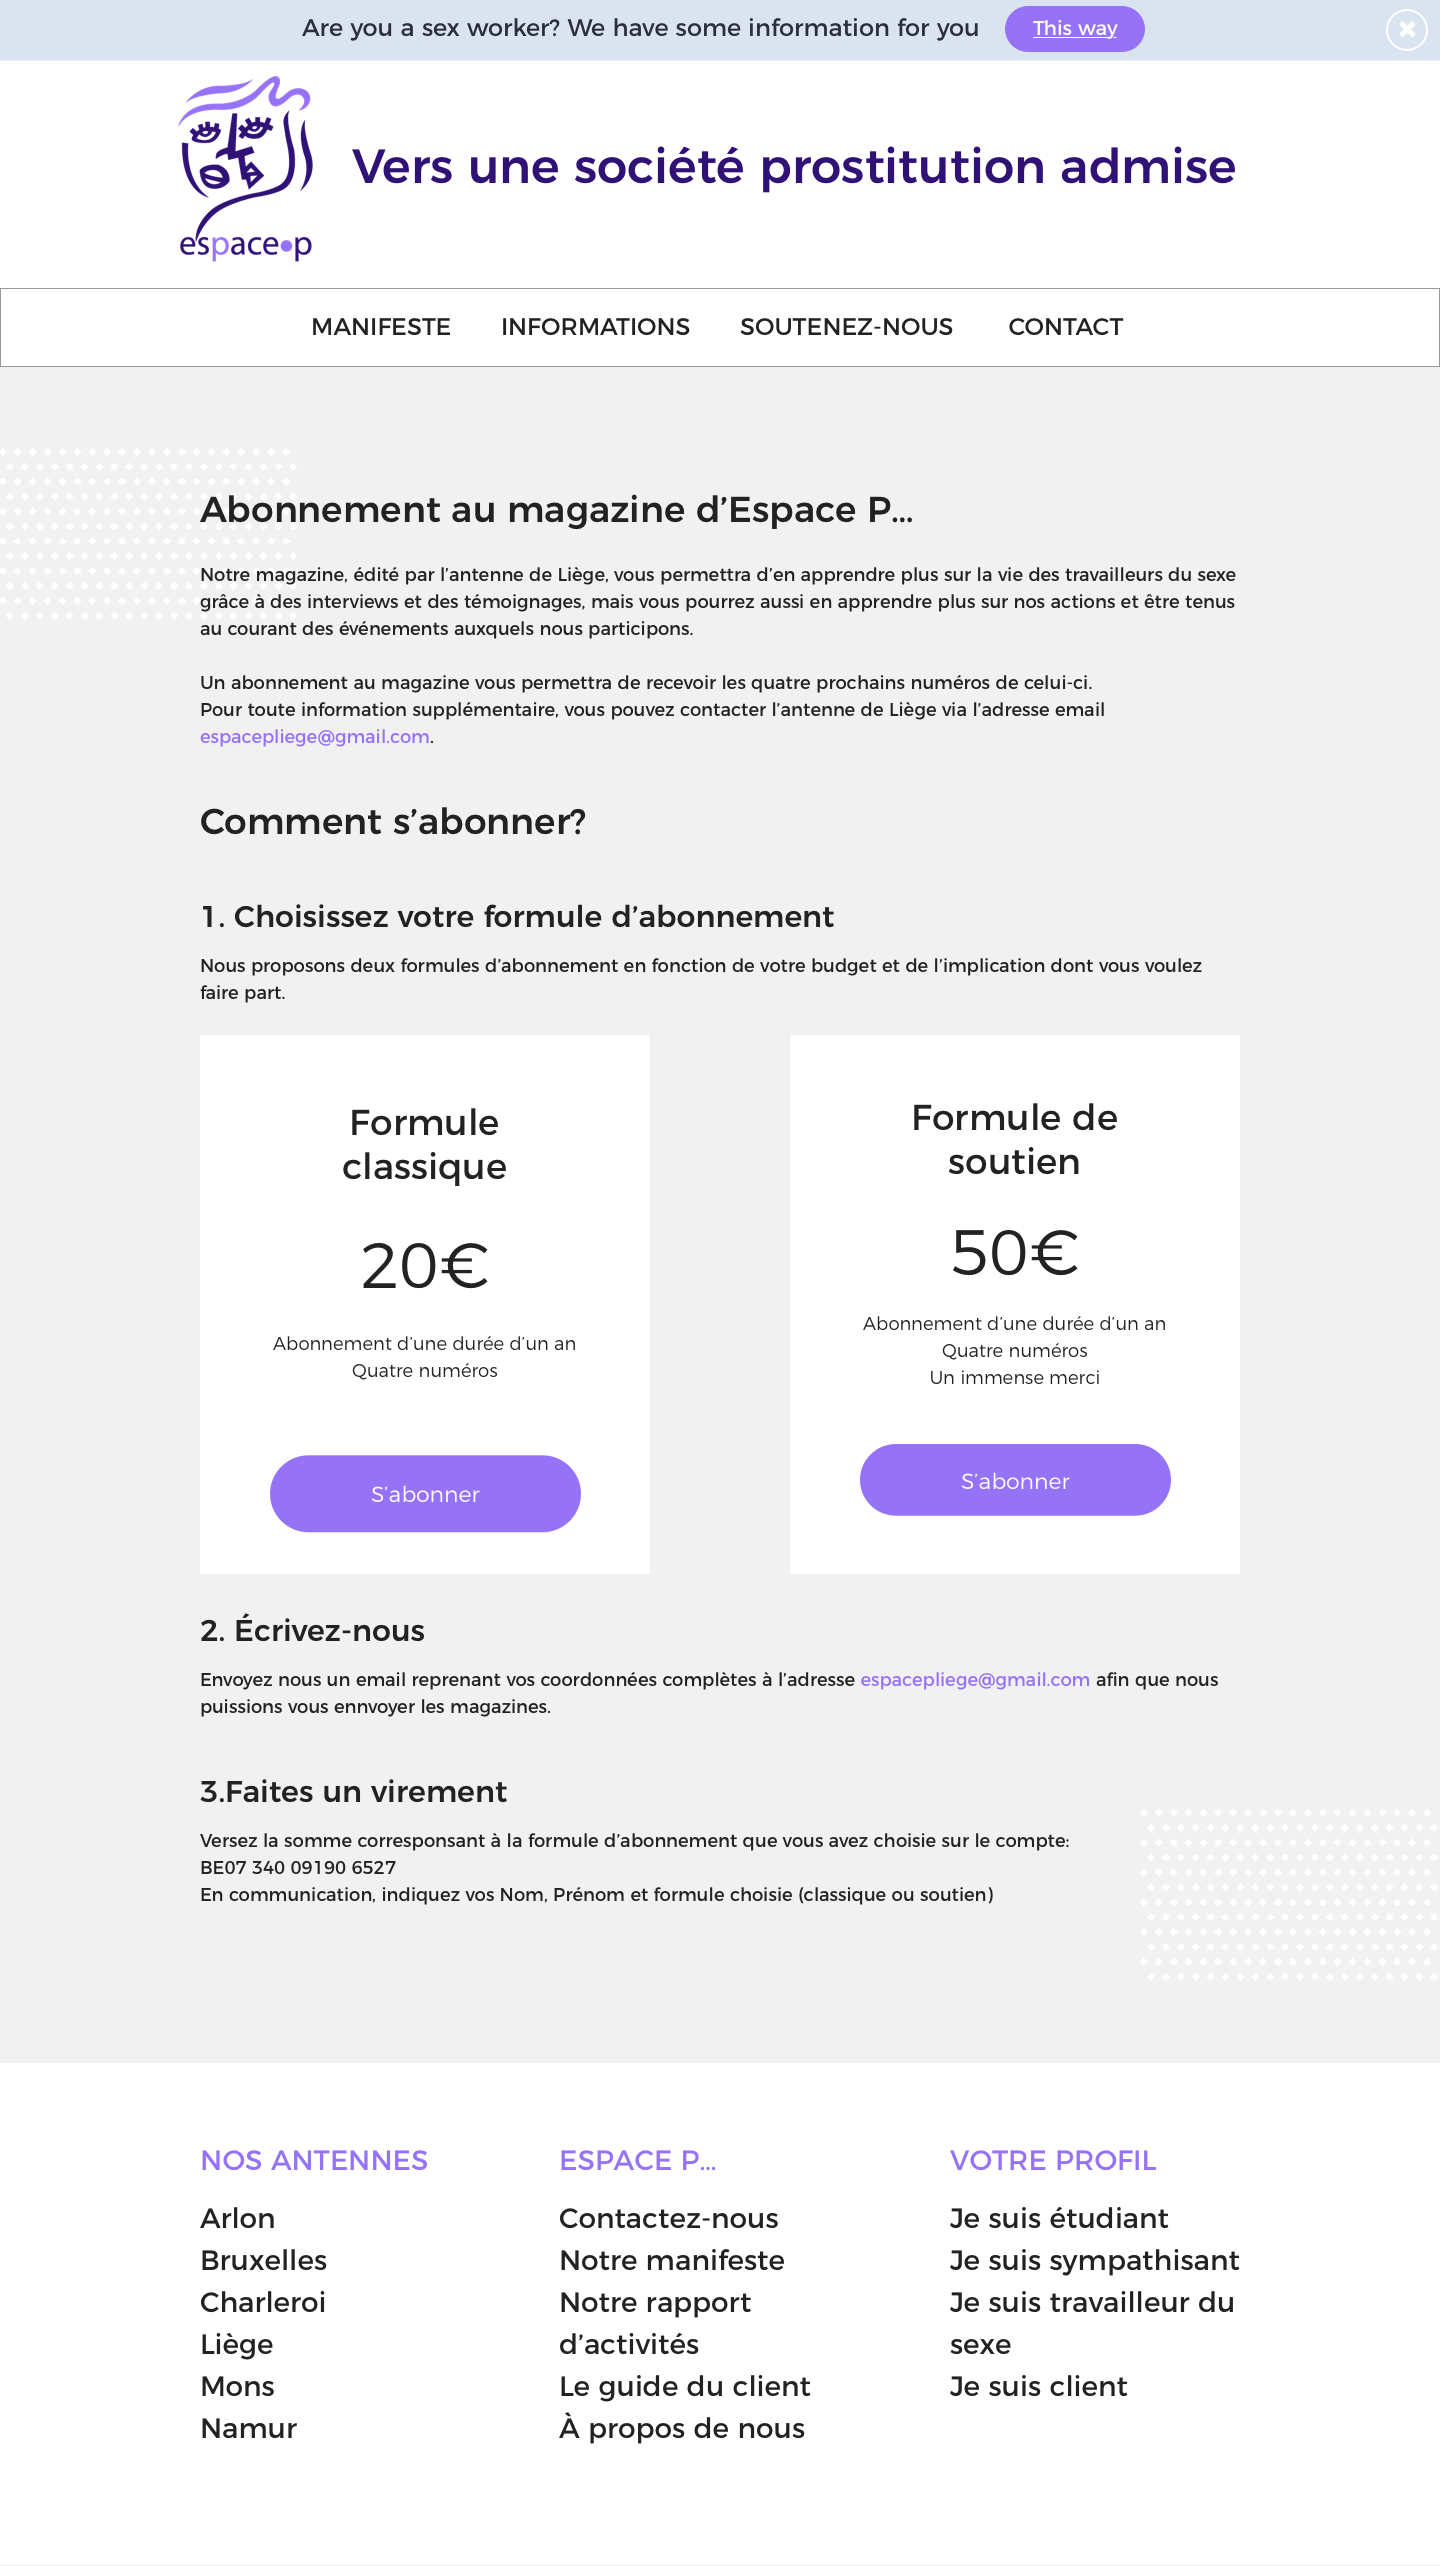 Are you a sex worker? We have some information for you
This way
espace•p
Vers une société prostitution admise
MANIFESTE
INFORMATIONS
SOUTENEZ-NOUS
CONTACT
Abonnement au magazine d’Espace P...
Notre magazine, édité par l’antenne de Liège, vous permettra d’en apprendre plus sur la vie des travailleurs du sexe
grâce à des interviews et des témoignages, mais vous pourrez aussi en apprendre plus sur nos actions et être tenus
au courant des événements auxquels nous participons.
Un abonnement au magazine vous permettra de recevoir les quatre prochains numéros de celui-ci.
Pour toute information supplémentaire, vous pouvez contacter l’antenne de Liège via l’adresse email
espacepliege@gmail.com.
Comment s’abonner?
1. Choisissez votre formule d’abonnement
Nous proposons deux formules d’abonnement en fonction de votre budget et de l’implication dont vous voulez
faire part.
Formule
classique
20€
Abonnement d’une durée d’un an
Quatre numéros
S’abonner
Formule de
soutien
50€
Abonnement d’une durée d’un an
Quatre numéros
Un immense merci
S’abonner
2. Écrivez-nous
Envoyez nous un email reprenant vos coordonnées complètes à l’adresse espacepliege@gmail.com afin que nous
puissions vous ennvoyer les magazines.
3.Faites un virement
Versez la somme corresponsant à la formule d’abonnement que vous avez choisie sur le compte:
BE07 340 09190 6527
En communication, indiquez vos Nom, Prénom et formule choisie (classique ou soutien)
NOS ANTENNES
Arlon
Bruxelles
Charleroi
Liège
Mons
Namur
ESPACE P...
Contactez-nous
Notre manifeste
Notre rapport
d’activités
Le guide du client
À propos de nous
VOTRE PROFIL
Je suis étudiant
Je suis sympathisant
Je suis travailleur du
sexe
Je suis client